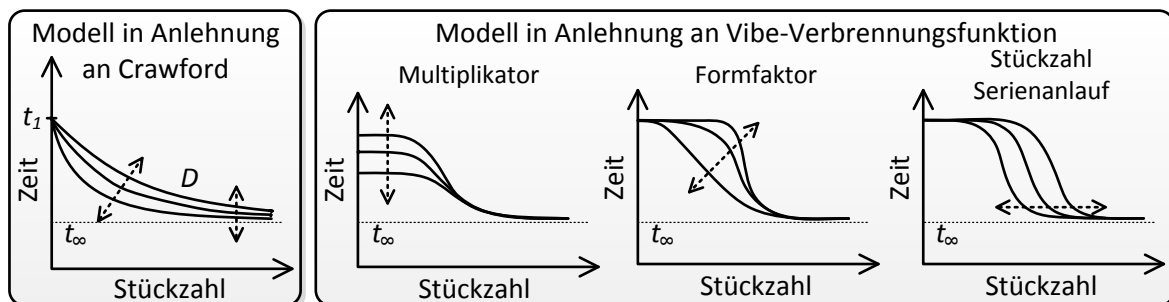 Modell in Anlehnung
an Crawford
t1
Zeit
D
t∞
Stückzahl
Modell in Anlehnung an Vibe-Verbrennungsfunktion
Multiplikator
Zeit
t∞
Stückzahl
Formfaktor
Zeit
Stückzahl
Stückzahl
Serienanlauf
Zeit
Stückzahl